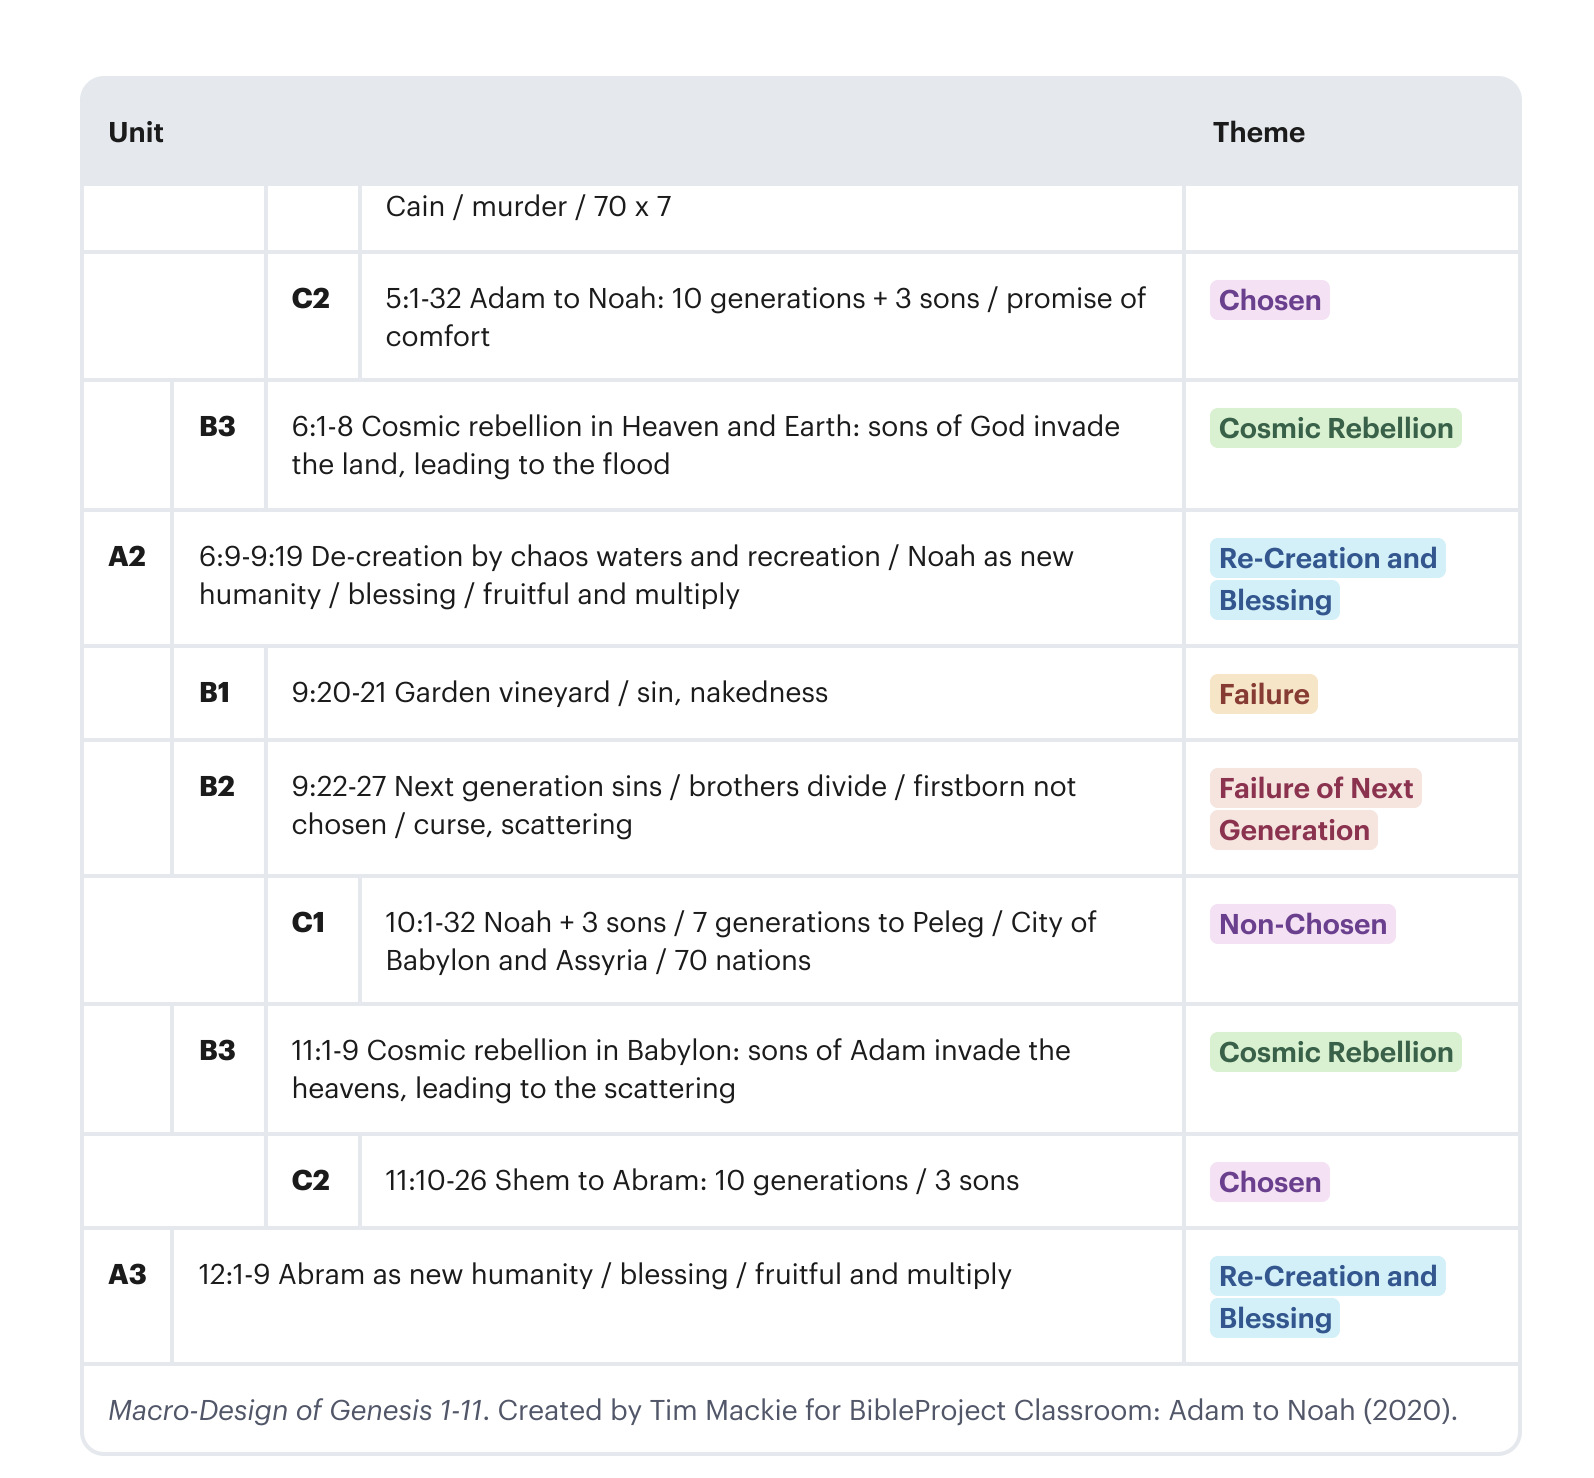 Unit
Theme
Cain / murder / 70 x 7
C2
5:1-32 Adam to Noah: 10 generations + 3 sons / promise of
comfort
Chosen
B3
6:1-8 Cosmic rebellion in Heaven and Earth: sons of God invade
the land, leading to the flood
Cosmic Rebellion
A2
6:9-9:19 De-creation by chaos waters and recreation / Noah as new
humanity / blessing / fruitful and multiply
Re-Creation and
Blessing
B1
9:20-21 Garden vineyard / sin, nakedness
Failure
B2
9:22-27 Next generation sins / brothers divide / firstborn not
chosen / curse, scattering
Failure of Next
Generation
C1
10:1-32 Noah + 3 sons / 7 generations to Peleg / City of
Babylon and Assyria / 70 nations
Non-Chosen
B3
11:1-9 Cosmic rebellion in Babylon: sons of Adam invade the
heavens, leading to the scattering
Cosmic Rebellion
C2
11:10-26 Shem to Abram: 10 generations / 3 sons
Chosen
A3
12:1-9 Abram as new humanity / blessing / fruitful and multiply
Re-Creation and
Blessing
Macro-Design of Genesis 1-11. Created by Tim Mackie for BibleProject Classroom: Adam to Noah (2020).